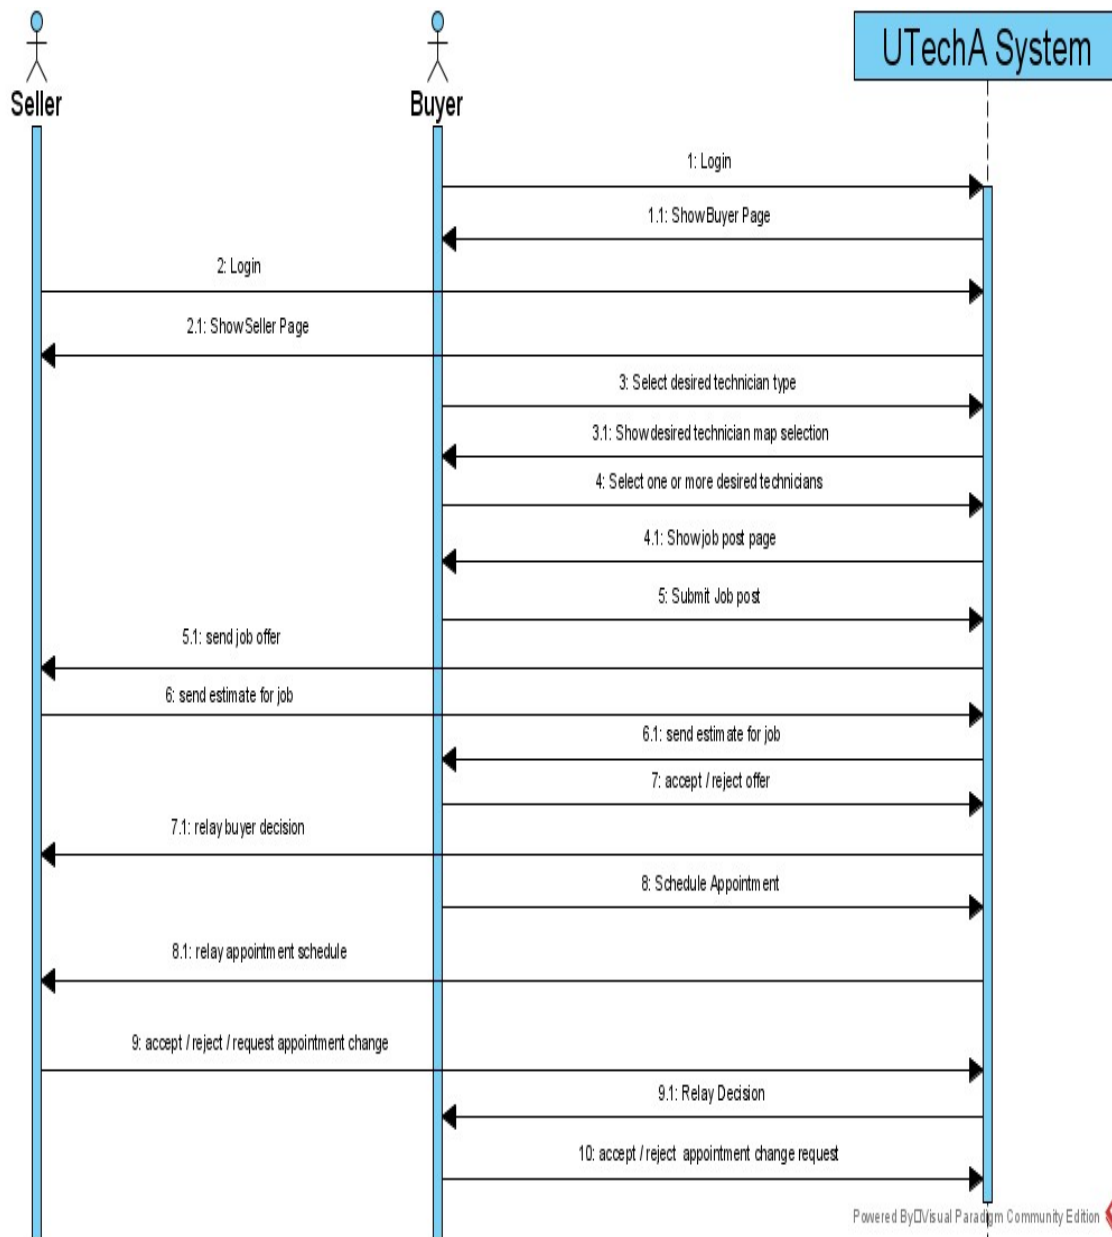 Seller
Buyer
UTechA System
1: Login
1.1: Show Buyer Page
2: Login
2.1: Show Seller Page
3: Select desired technician type
3.1: Show desired technician map selection
4: Select one or more desired technicians
4.1: Show job post page
5: Submit Job post
5.1: send job offer
6: send estimate for job
6.1: send estimate for job
7: accept / reject offer
7.1: relay buyer decision
8: Schedule Appointment
8.1: relay appointment schedule
9: accept / reject / request appointment change
9.1: Relay Decision
10: accept / reject appointment change request
Powered By□Visual Paradigm Community Edition